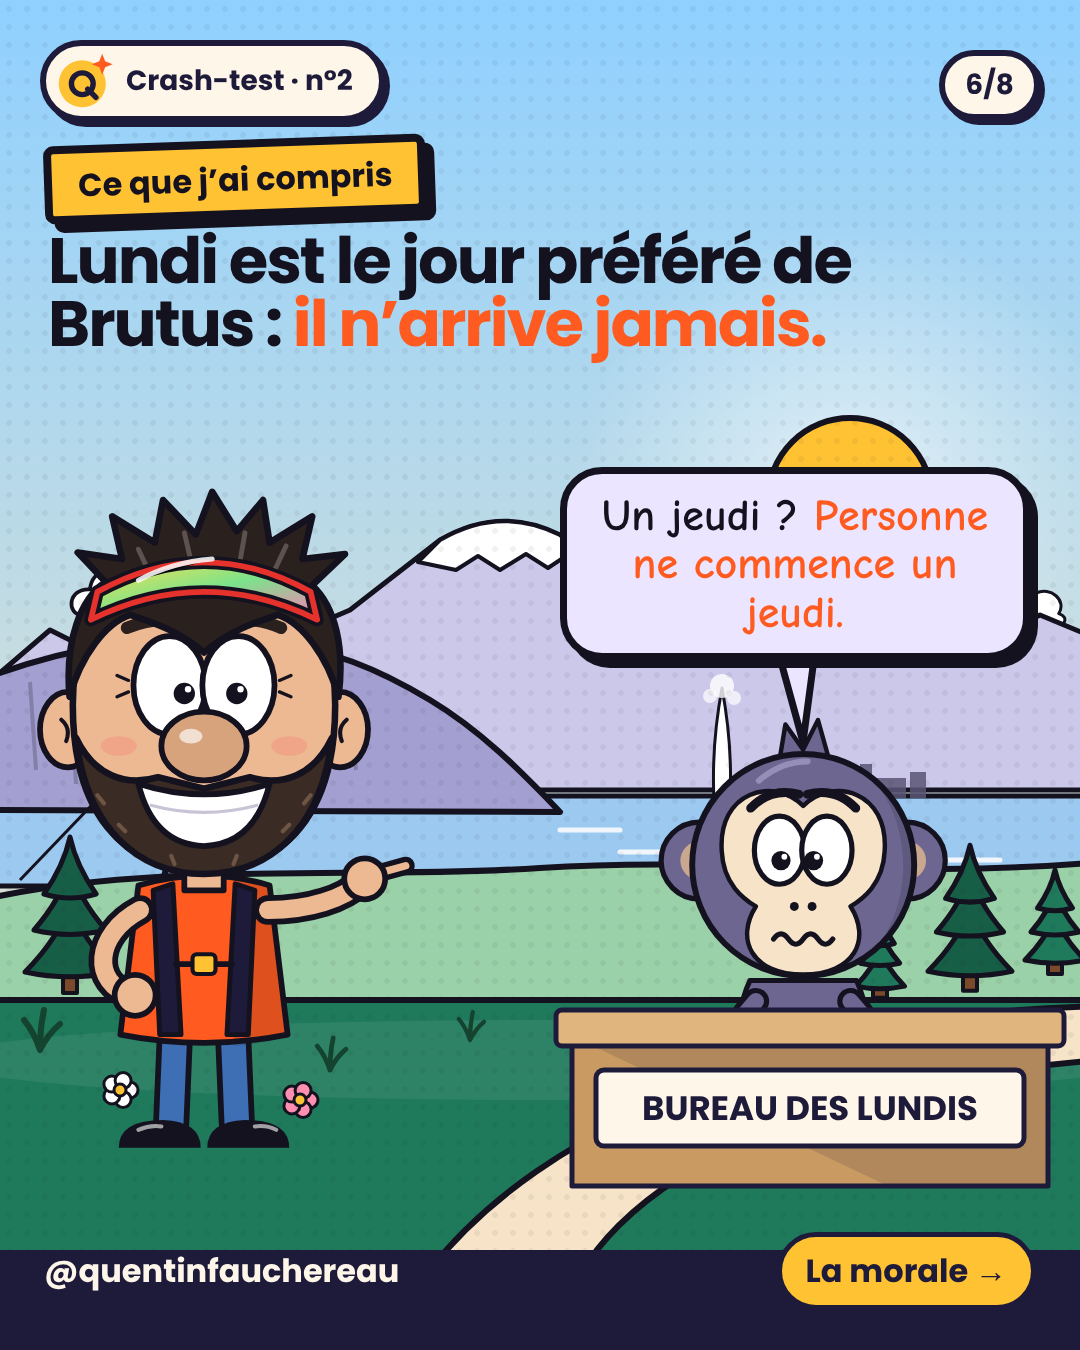 Q
Crash-test · n°2
6/8
Ce que j’ai compris
Lundi est le jour préféré de
Brutus : il n’arrive jamais.
Un jeudi ? Personne
ne commence un
jeudi.
BUREAU DES LUNDIS
@quentinfauchereau
La morale →